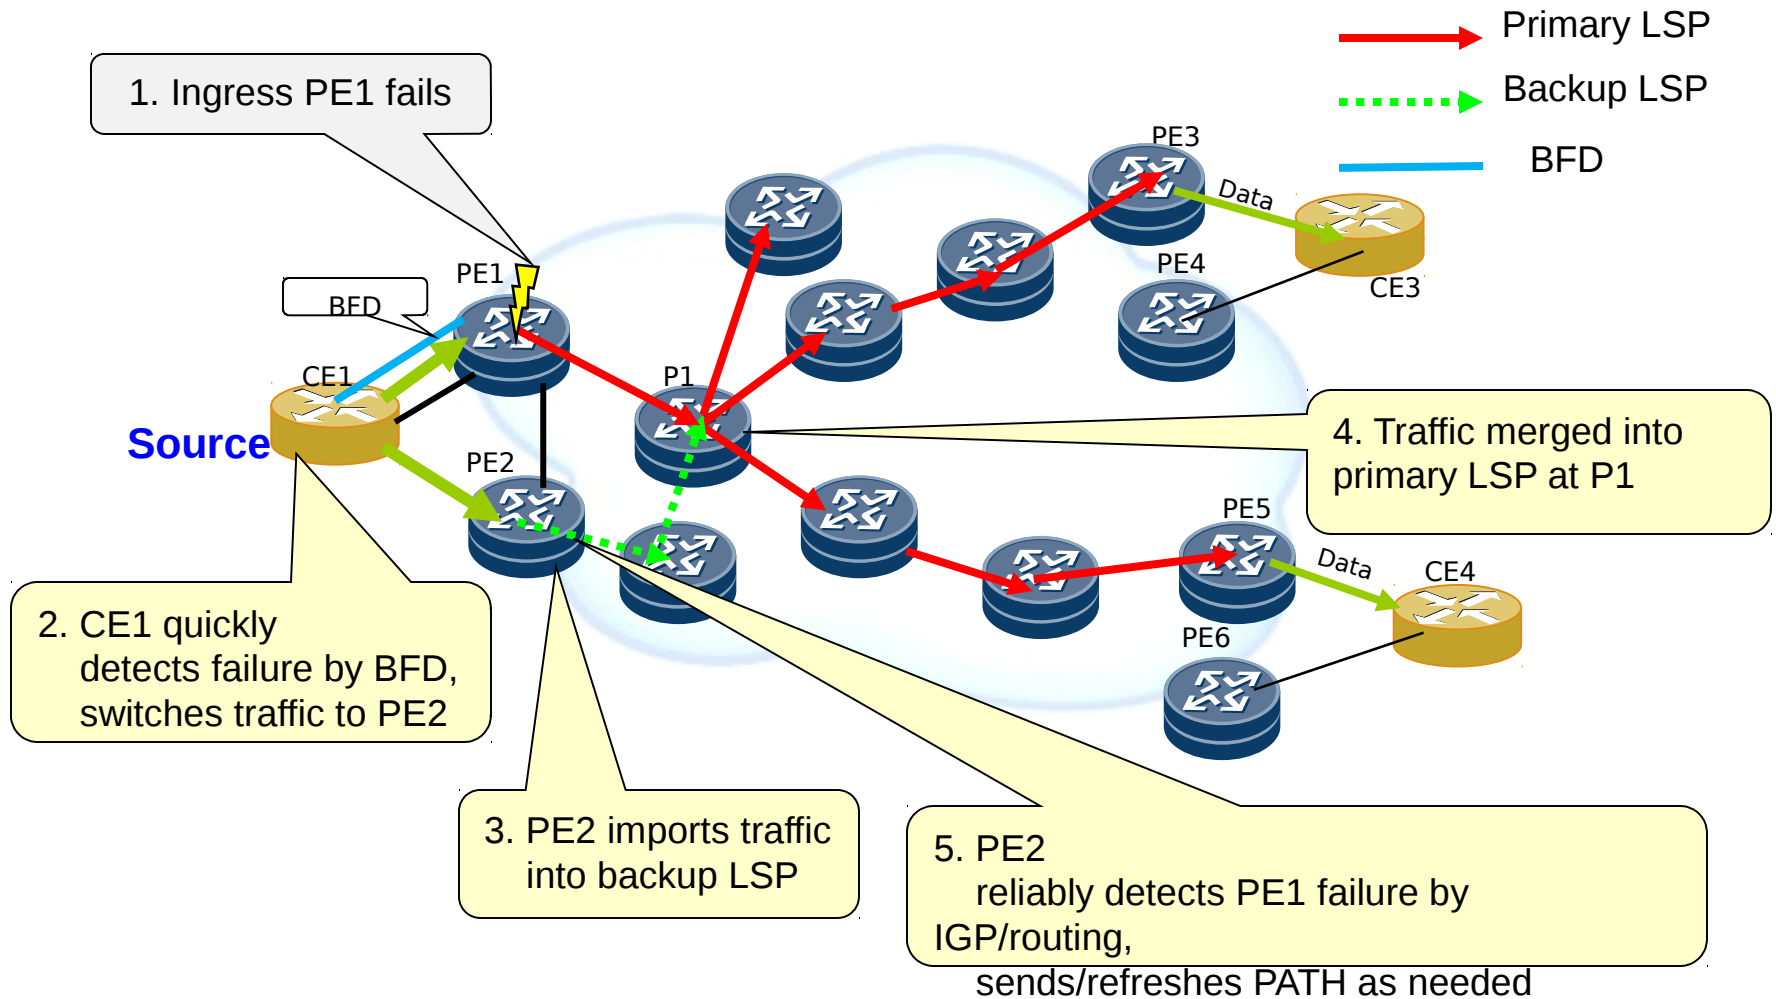 Primary LSP
Backup LSP
BFD
1. Ingress PE1 fails
PE3
Data
CE3
PE4
PE1
BFD
CE1
P1
Source
PE2
4. Traffic merged into
primary LSP at P1
PE5
Data
CE4
PE6
2. CE1 quickly
detects failure by BFD,
switches traffic to PE2
3. PE2 imports traffic
into backup LSP
5. PE2
reliably detects PE1 failure by
IGP/routing,
sends/refreshes PATH as needed